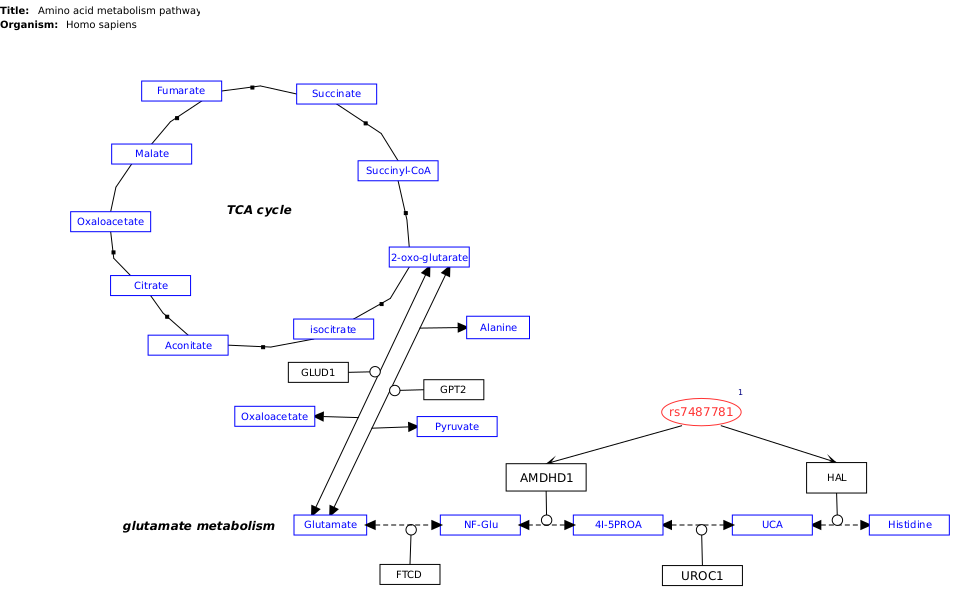 Title: Amino acid metabolism pathway
Organism: Homo sapiens
Fumarate
Succinate
Malate
Succinyl-CoA
TCA cycle
Oxaloacetate
2-oxo-glutarate
Citrate
isocitrate
Alanine
Aconitate
GLUD1
GPT2
1
rs7487781
Oxaloacetate
Pyruvate
AMDHD1
HAL
glutamate metabolism
Glutamate
NF-Glu
4I-5PROA
UCA
Histidine
FTCD
UROC1